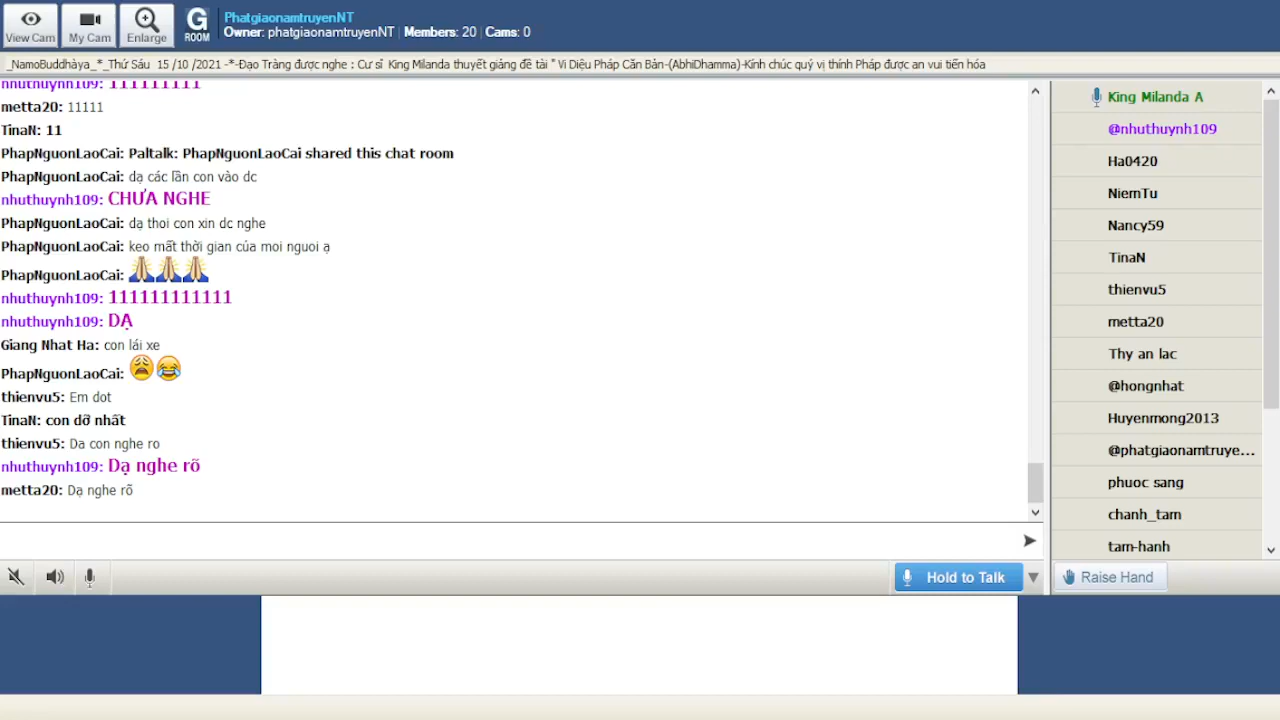 View Cam
My Cam
Enlarge
G
ROOM
PhatgiaonamtruyenNT
Owner: phatgiaonamtruyenNT | Members: 20 | Cams: 0
_NamoBuddhàya_*_Thứ Sáu 15 /10 /2021 -*-Đạo Tràng được nghe : Cư sĩ King Milanda thuyết giảng đề tài " Vi Diệu Pháp Căn Bản-(AbhiDhamma)-Kính chúc quý vị thính Pháp được an vui tiến hóa
nhuthuynh109: 111111111
metta20: 11111
TinaN: 11
PhapNguonLaoCai: Paltalk: PhapNguonLaoCai shared this chat room
PhapNguonLaoCai: dạ các lần con vào dc
nhuthuynh109: CHƯA NGHE
PhapNguonLaoCai: dạ thoi con xin dc nghe
PhapNguonLaoCai: keo mất thời gian của moi nguoi ạ
PhapNguonLaoCai: 🙏🙏🙏
nhuthuynh109: 111111111111
nhuthuynh109: DẠ
Giang Nhat Ha: con lái xe
PhapNguonLaoCai: 😩😂
thienvu5: Em dot
TinaN: con dỡ nhất
thienvu5: Da con nghe ro
nhuthuynh109: Dạ nghe rõ
metta20: Dạ nghe rõ
Hold to Talk
King Milanda A
@nhuthuynh109
Ha0420
NiemTu
Nancy59
TinaN
thienvu5
metta20
Thy an lac
@hongnhat
Huyenmong2013
@phatgiaonamtruye...
phuoc sang
chanh_tam
tam-hanh
Raise Hand